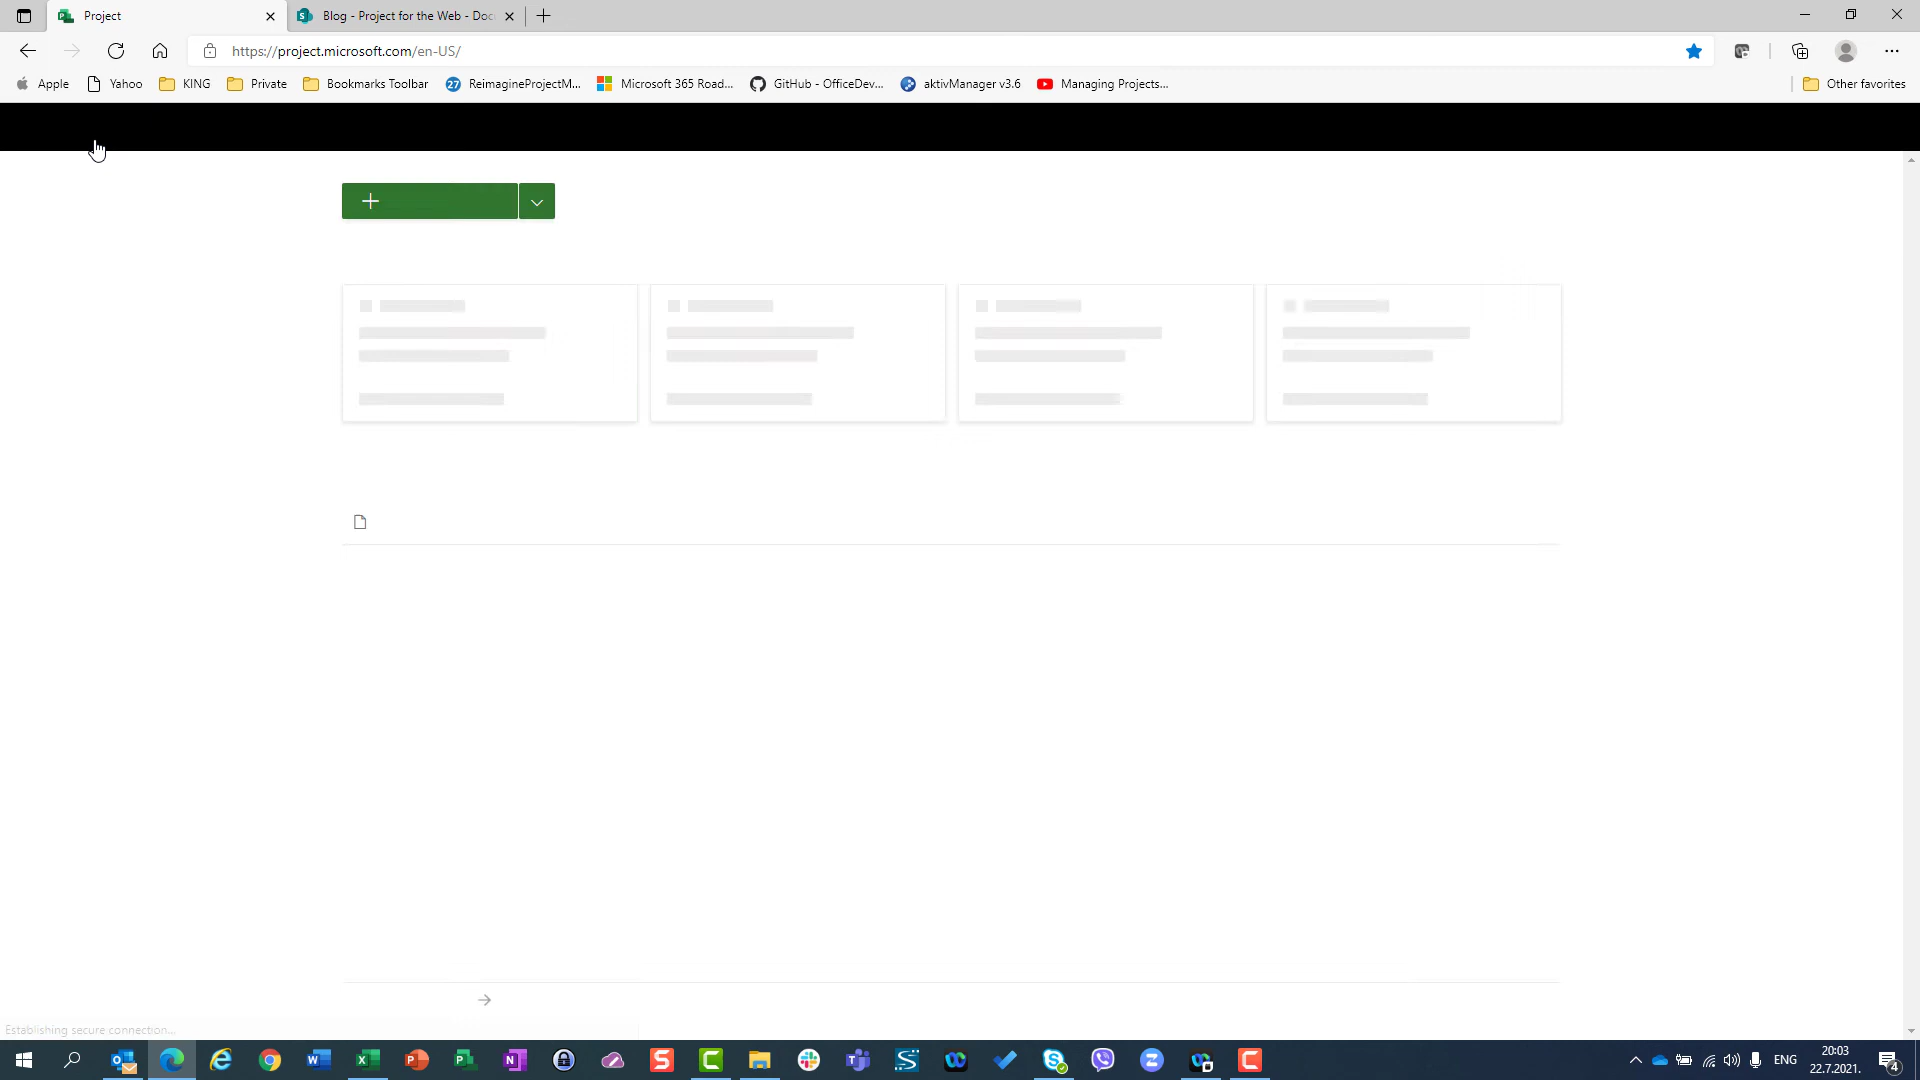 Project
Blog - Project for the Web - Doc
https://project.microsoft.com/en-US/
Apple
Yahoo
KING
Private
Bookmarks Toolbar
27
ReimagineProjectM...
Microsoft 365 Road...
GitHub - OfficeDev...
aktivManager v3.6
Managing Projects...
Other favorites
Establishing secure connection...
ENG
20:03
22.7.2021.
4